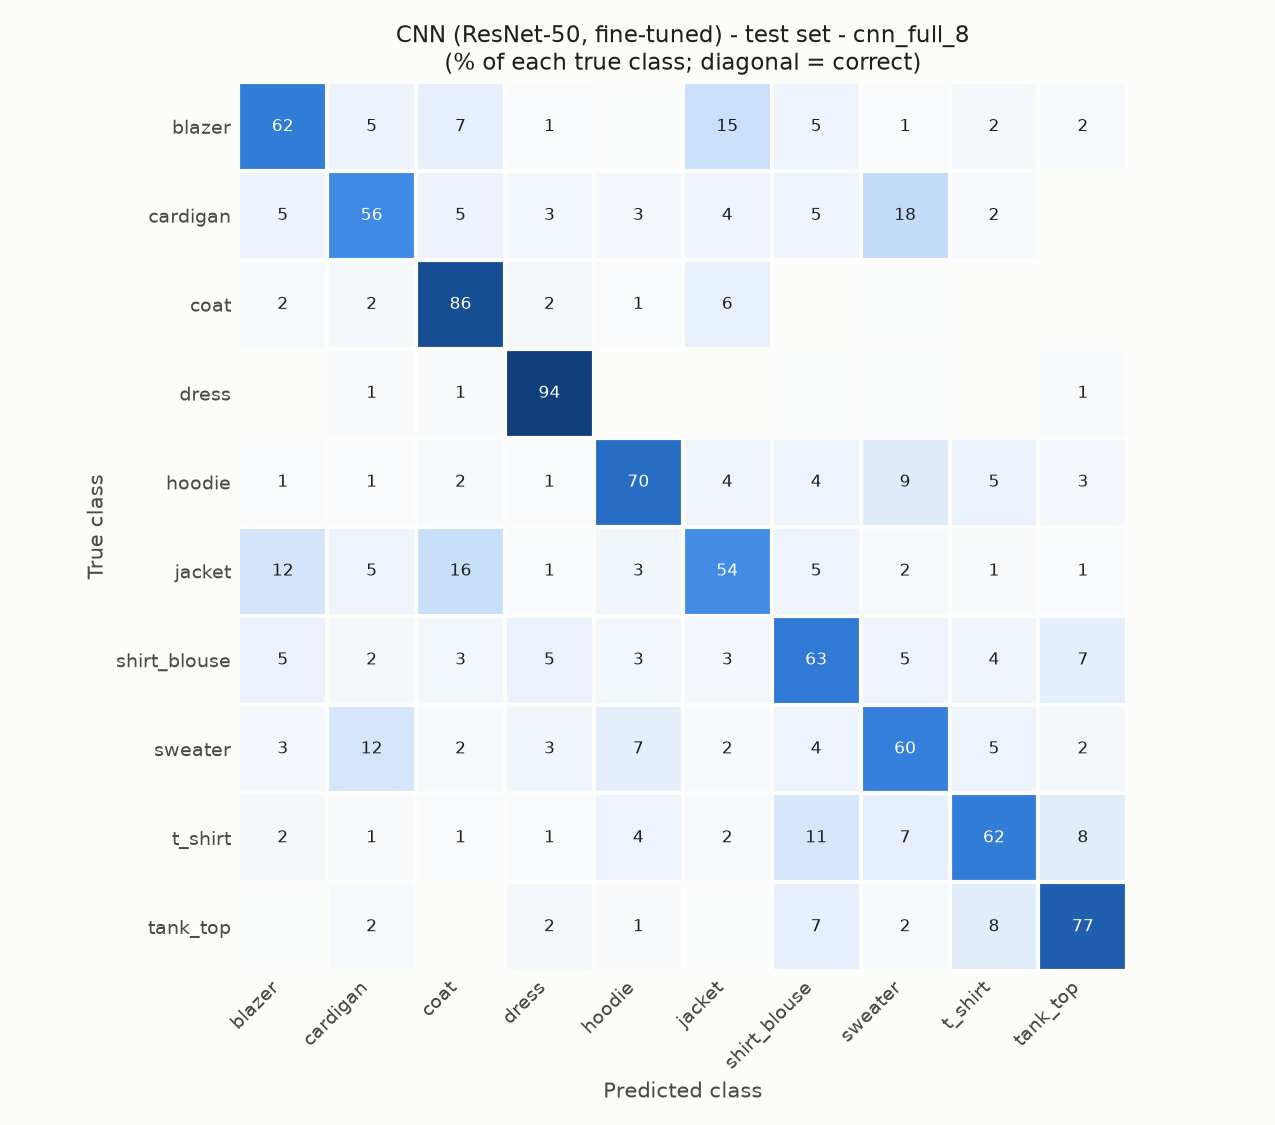 CNN (ResNet-50, fine-tuned) - test set - cnn_full_8
(% of each true class; diagonal = correct)
True class
blazer 62 5 7 1 15 5 1 2 2
cardigan 5 56 5 3 3 4 5 18 2
coat 2 2 86 2 1 6
dress 1 1 94 1
hoodie 1 1 2 1 70 4 4 9 5 3
jacket 12 5 16 1 3 54 5 2 1 1
shirt_blouse 5 2 3 5 3 3 63 5 4 7
sweater 3 12 2 3 7 2 4 60 5 2
t_shirt 2 1 1 1 4 2 11 7 62 8
tank_top 2 2 1 7 2 8 77
blazer cardigan coat dress hoodie jacket shirt_blouse sweater t_shirt tank_top
Predicted class